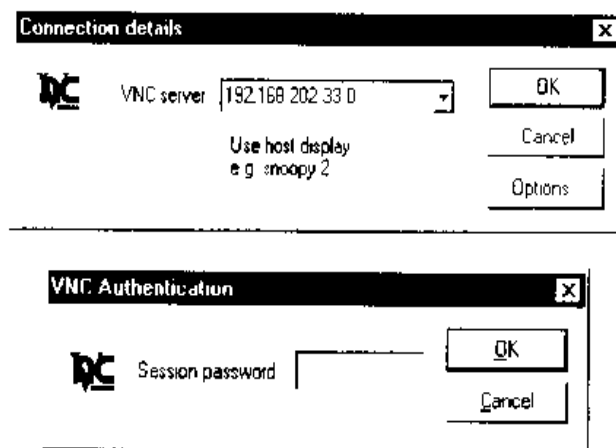 Connection details
VNC server 192.168 202 33 0 OK
Use host display
e g snoopy 2
Cancel
Options
VNC Authentication
VNC Session password OK
Cancel